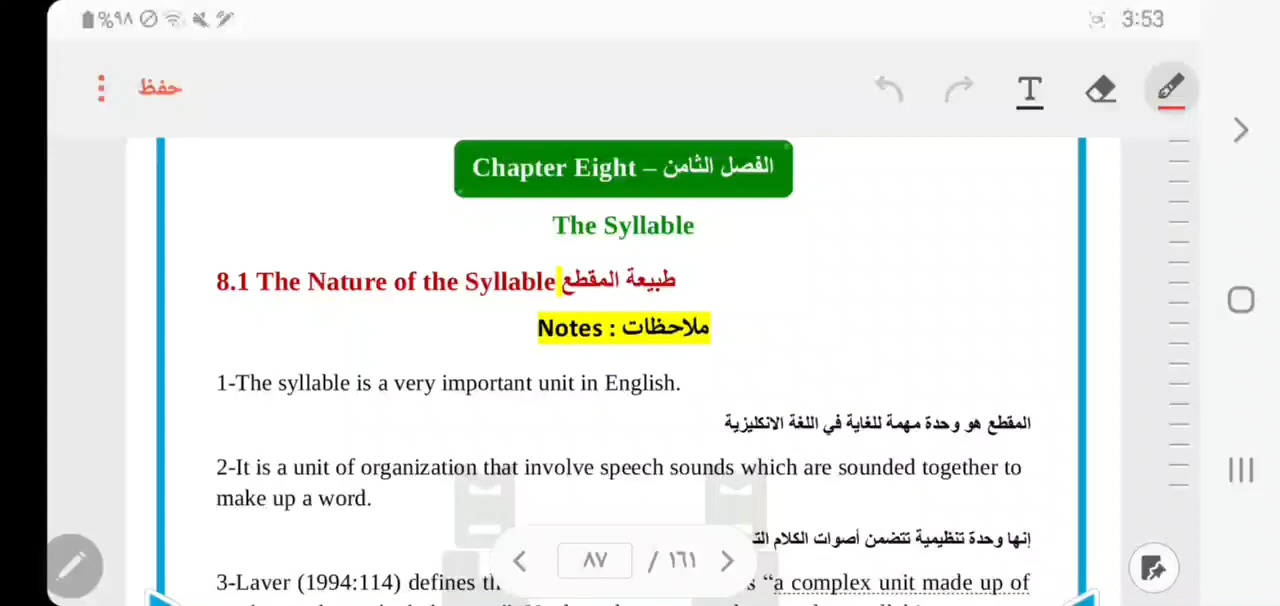 %٩٨ 3:53
حفظ T
Chapter Eight – الفصل الثامن
The Syllable
8.1 The Nature of the Syllable طبيعة المقطع
Notes : ملاحظات
1-The syllable is a very important unit in English.
المقطع هو وحدة مهمة للغاية في اللغة الانكليزية
2-It is a unit of organization that involve speech sounds which are sounded together to
make up a word.
إنها وحدة تنظيمية تتضمن أصوات الكلام
٨٧ / ١٦١
3-Laver (1994:114) defines “a complex unit made up of